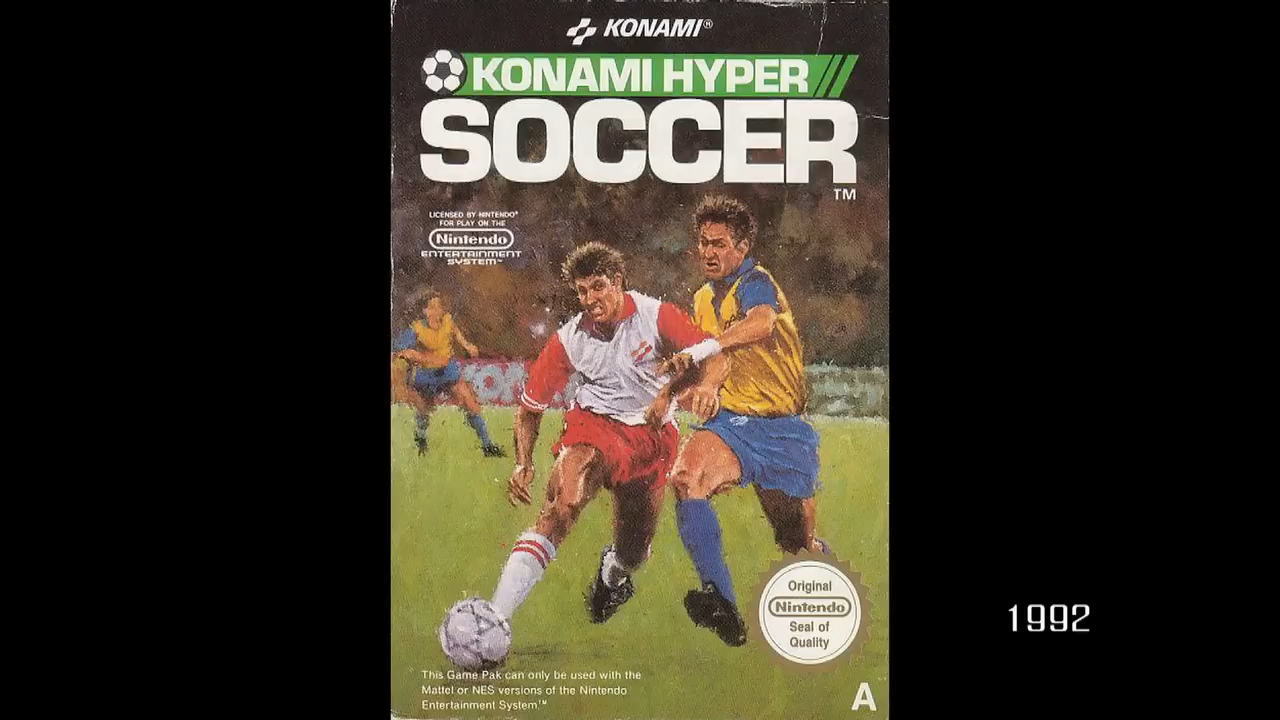 KONAMI®
KONAMI HYPER
SOCCER
TM
LICENSED BY NINTENDO®
FOR PLAY ON THE
Nintendo
ENTERTAINMENT
SYSTEM™
Original
Nintendo
Seal of
Quality
1992
This Game Pak can only be used with the
Mattel or NES versions of the Nintendo
Entertainment System™
A